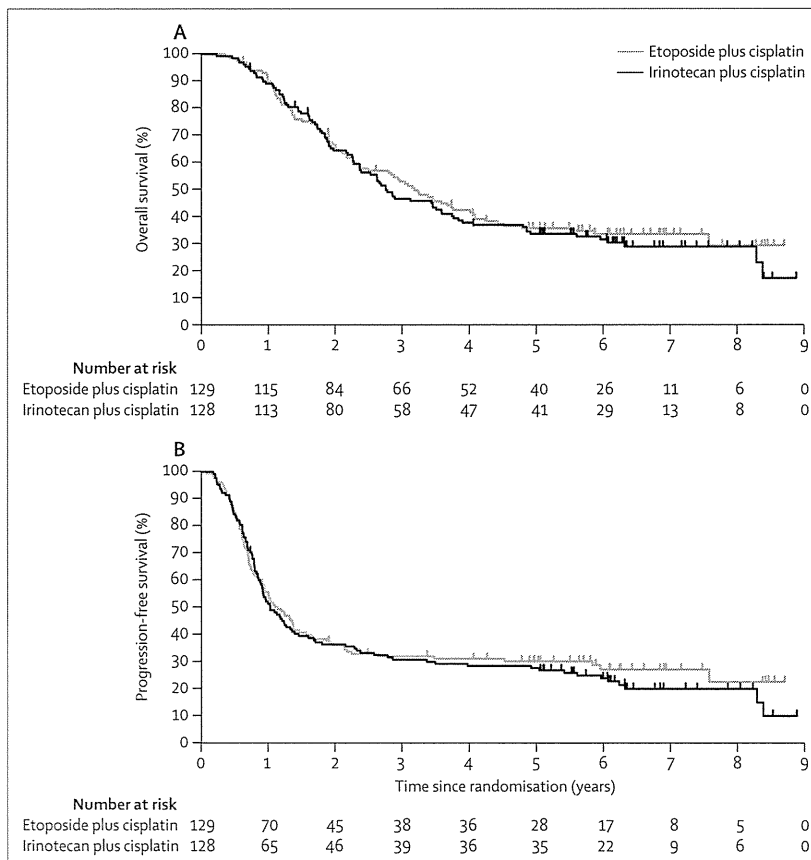 A
Etoposide plus cisplatin
Irinotecan plus cisplatin
Overall survival (%)
100
90
80
70
60
50
40
30
20
10
0
0 1 2 3 4 5 6 7 8 9
Number at risk
Etoposide plus cisplatin 129 115 84 66 52 40 26 11 6 0
Irinotecan plus cisplatin 128 113 80 58 47 41 29 13 8 0
B
Progression-free survival (%)
100
90
80
70
60
50
40
30
20
10
0
0 1 2 3 4 5 6 7 8 9
Time since randomisation (years)
Number at risk
Etoposide plus cisplatin 129 70 45 38 36 28 17 8 5 0
Irinotecan plus cisplatin 128 65 46 39 36 35 22 9 6 0